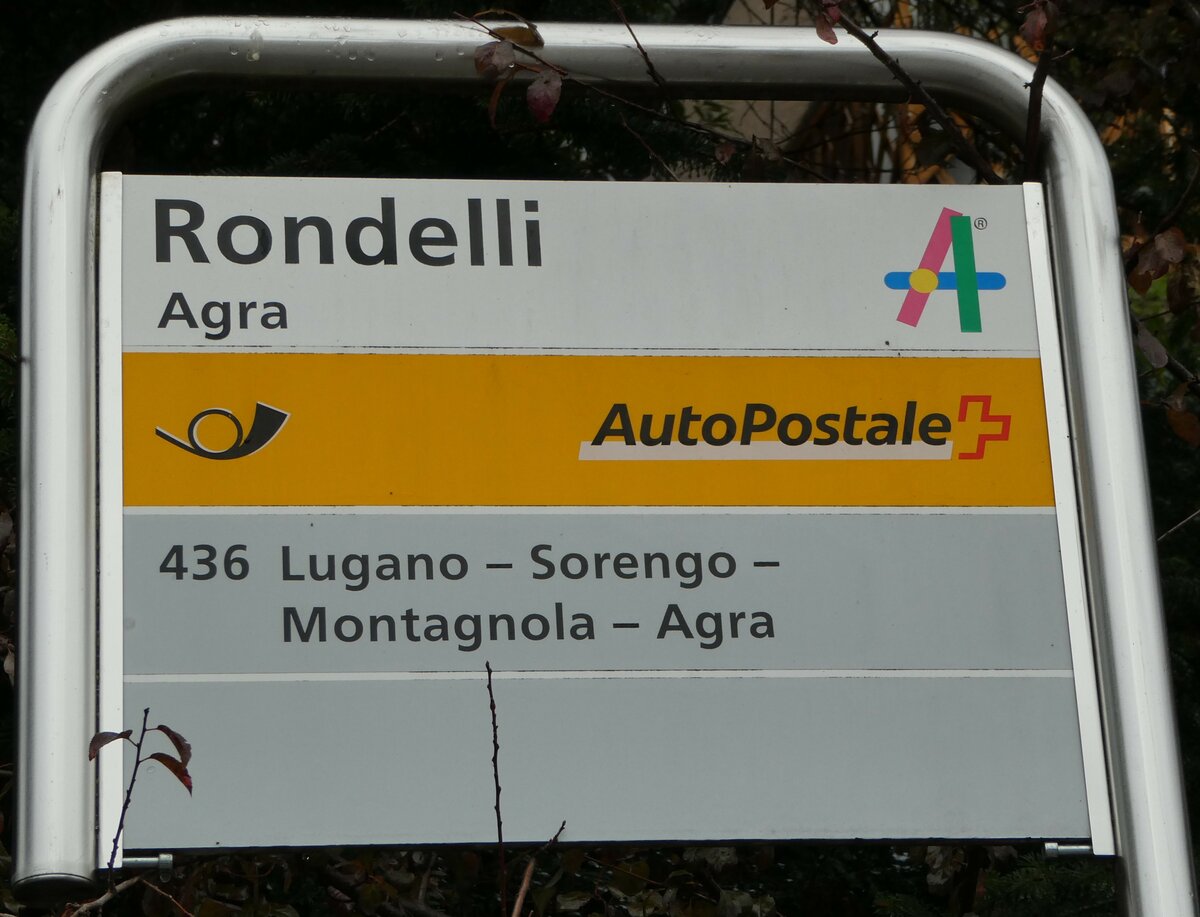 Rondelli
Agra
®
AutoPostale
436 Lugano – Sorengo –
Montagnola – Agra